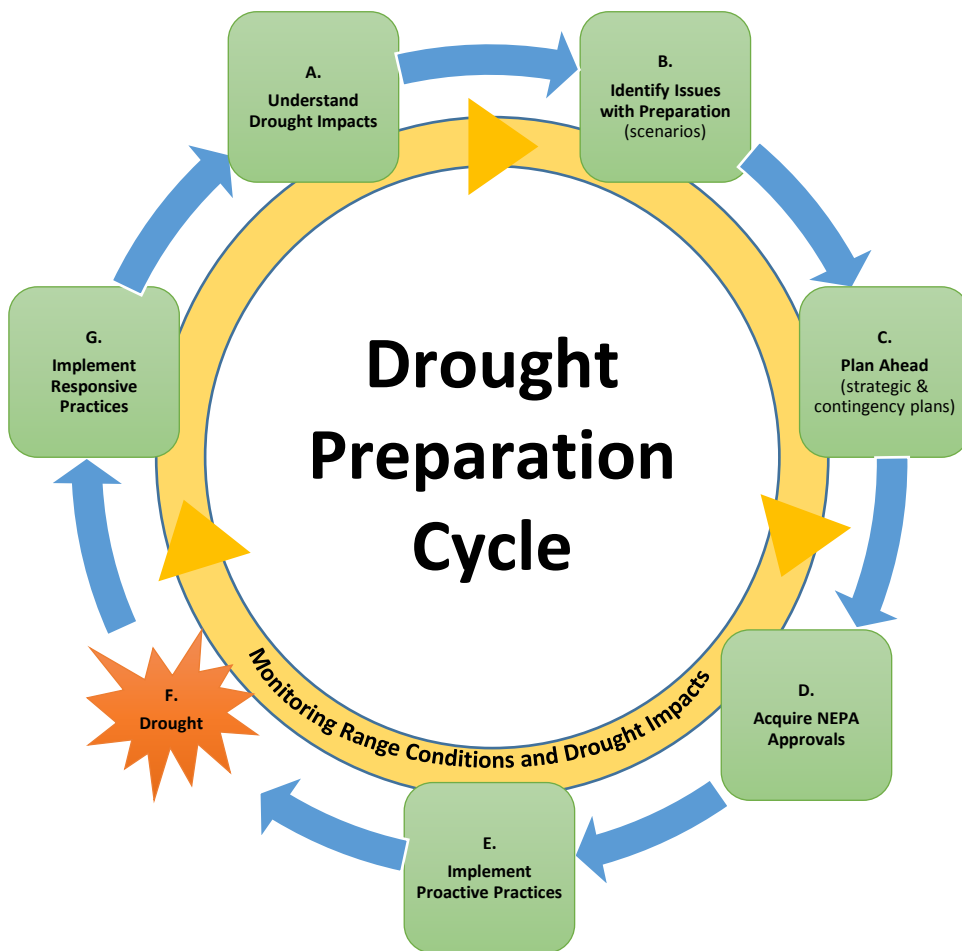 A.
Understand
Drought Impacts
B.
Identify Issues
with Preparation
(scenarios)
C.
Plan Ahead
(strategic &
contingency plans)
D.
Acquire NEPA
Approvals
E.
Implement
Proactive Practices
F.
Drought
G.
Implement
Responsive
Practices
Drought
Preparation
Cycle
Monitoring Range Conditions and Drought Impacts